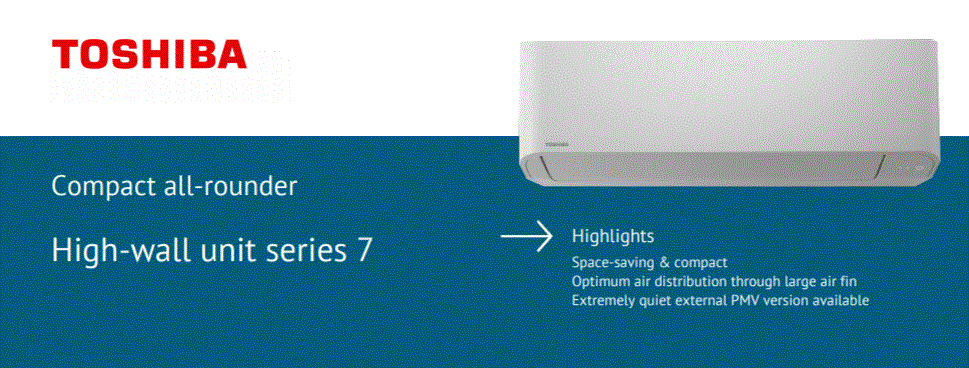 TOSHIBA
TOSHIBA
Compact all-rounder
High-wall unit series 7
Highlights
Space-saving & compact
Optimum air distribution through large air fin
Extremely quiet external PMV version available